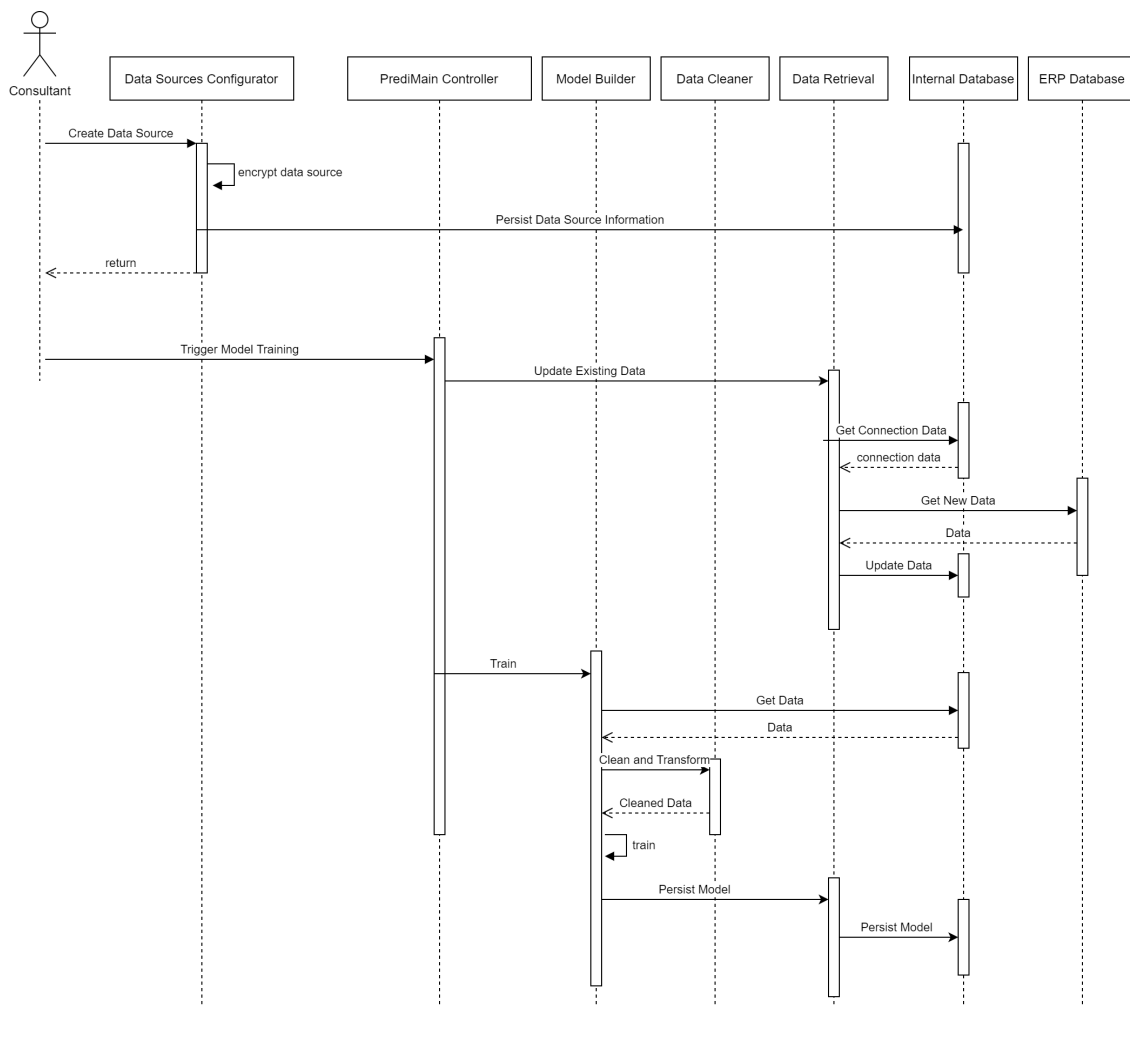 Consultant
Data Sources Configurator
PrediMain Controller
Model Builder
Data Cleaner
Data Retrieval
Internal Database
ERP Database
Create Data Source
encrypt data source
Persist Data Source Information
return
Trigger Model Training
Update Existing Data
Get Connection Data
connection data
Get New Data
Data
Update Data
Train
Get Data
Data
Clean and Transform
Cleaned Data
train
Persist Model
Persist Model